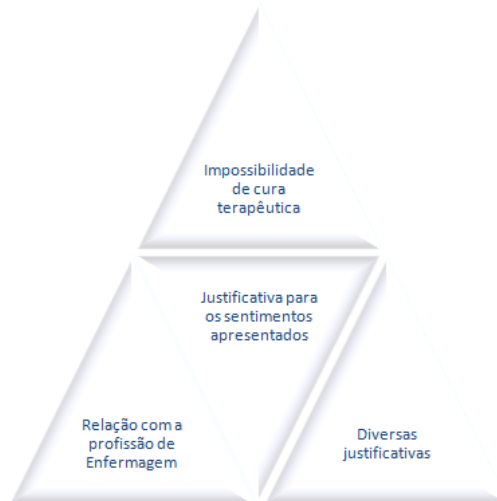 Impossibilidade
de cura
terapêutica
Justificativa para
os sentimentos
apresentados
Relação com a
profissão de
Enfermagem
Diversas
justificativas